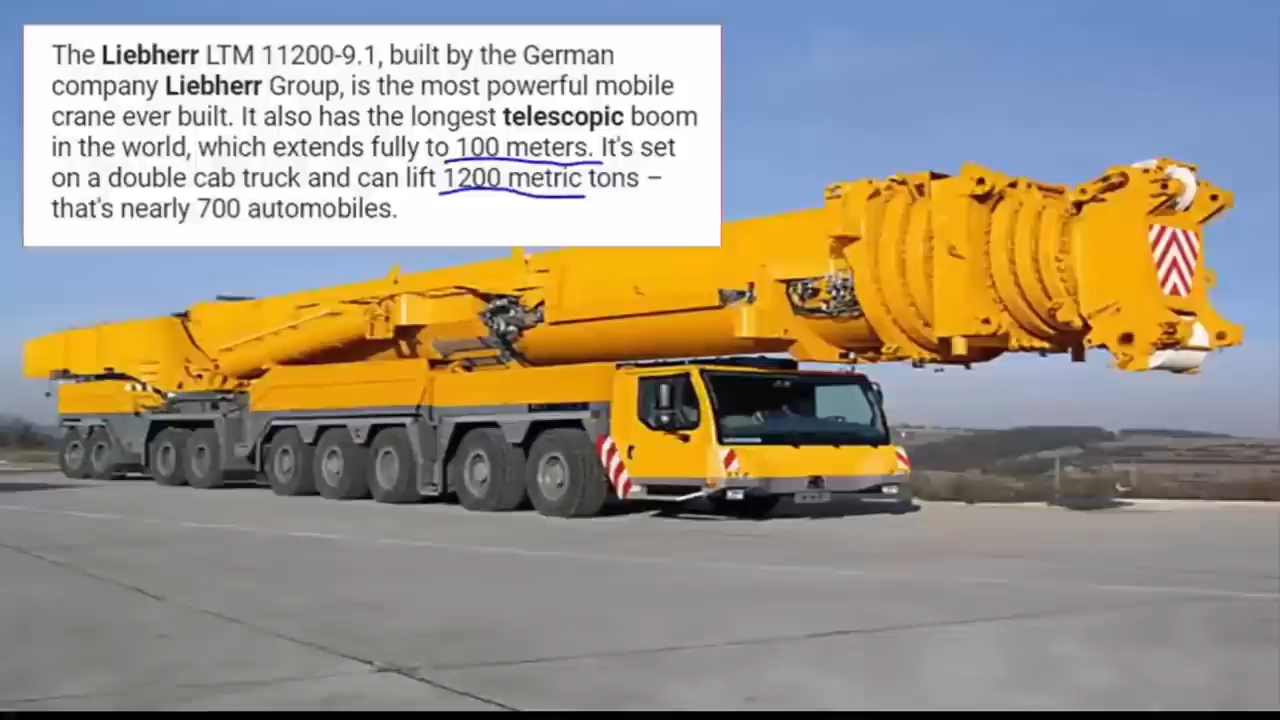 The Liebherr LTM 11200-9.1, built by the German
company Liebherr Group, is the most powerful mobile
crane ever built. It also has the longest telescopic boom
in the world, which extends fully to 100 meters. It's set
on a double cab truck and can lift 1200 metric tons –
that's nearly 700 automobiles.